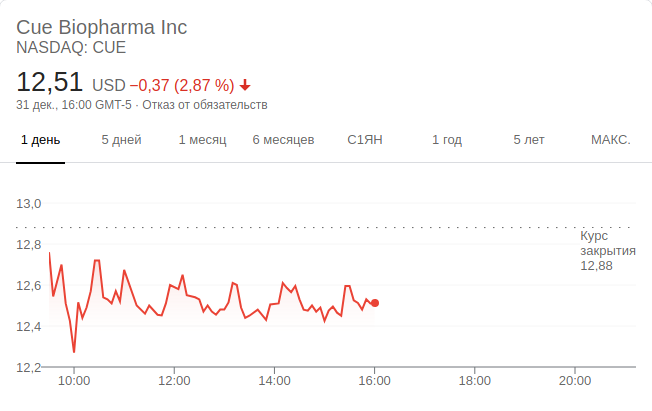 Cue Biopharma Inc
NASDAQ: CUE
12,51 USD −0,37 (2,87 %)
31 дек., 16:00 GMT-5 · Отказ от обязательств
1 день 5 дней 1 месяц 6 месяцев С1ЯН 1 год 5 лет МАКС.
13,0
Курс
закрытия
12,88
12,8
12,6
12,4
12,2
10:00 12:00 14:00 16:00 18:00 20:00